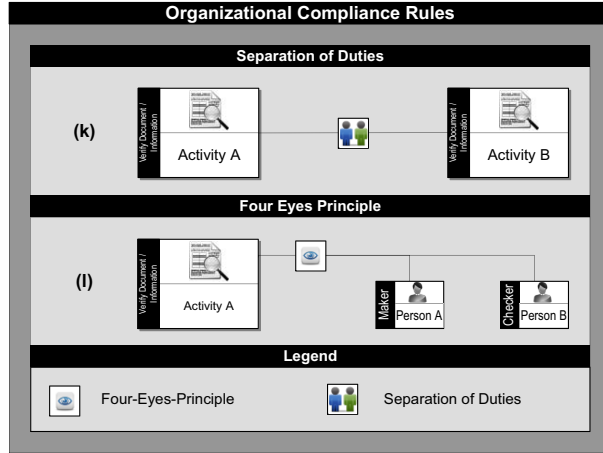 Organizational Compliance Rules
Separation of Duties
(k)
Verify Document /
Information
Activity A
Verify Document /
Information
Activity B
Four Eyes Principle
(l)
Verify Document /
Information
Activity A
Maker
Person A
Checker
Person B
Legend
Four-Eyes-Principle
Separation of Duties